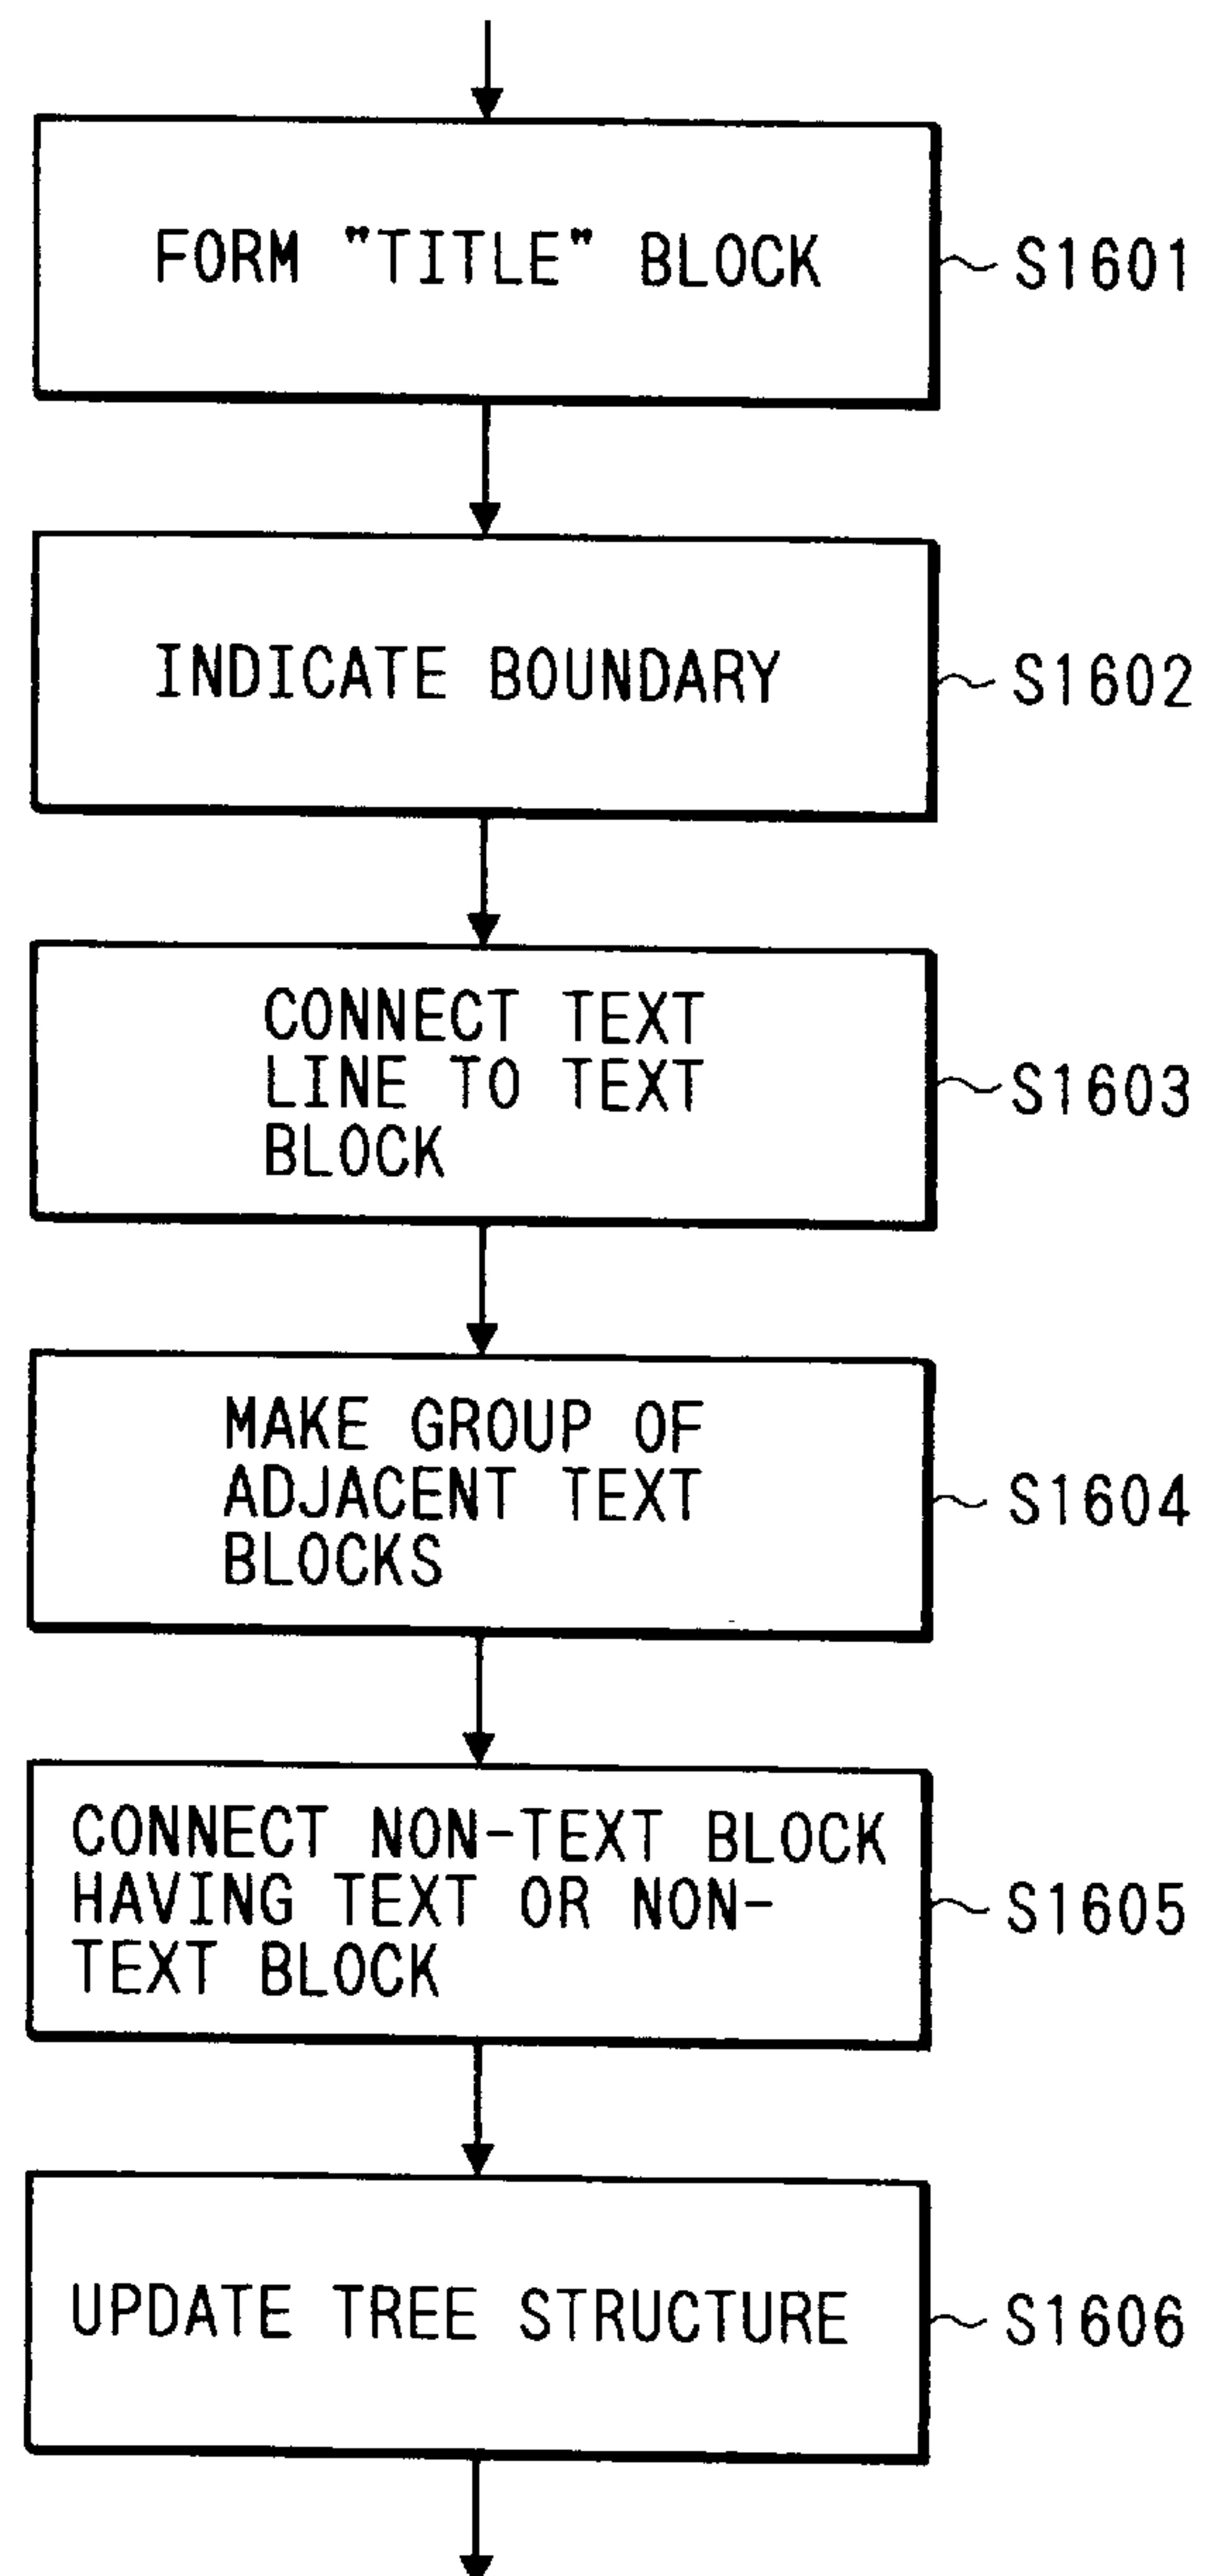 FORM "TITLE" BLOCK
S1601
INDICATE BOUNDARY
S1602
CONNECT TEXT
LINE TO TEXT
BLOCK
S1603
MAKE GROUP OF
ADJACENT TEXT
BLOCKS
S1604
CONNECT NON-TEXT BLOCK
HAVING TEXT OR NON-
TEXT BLOCK
S1605
UPDATE TREE STRUCTURE
S1606